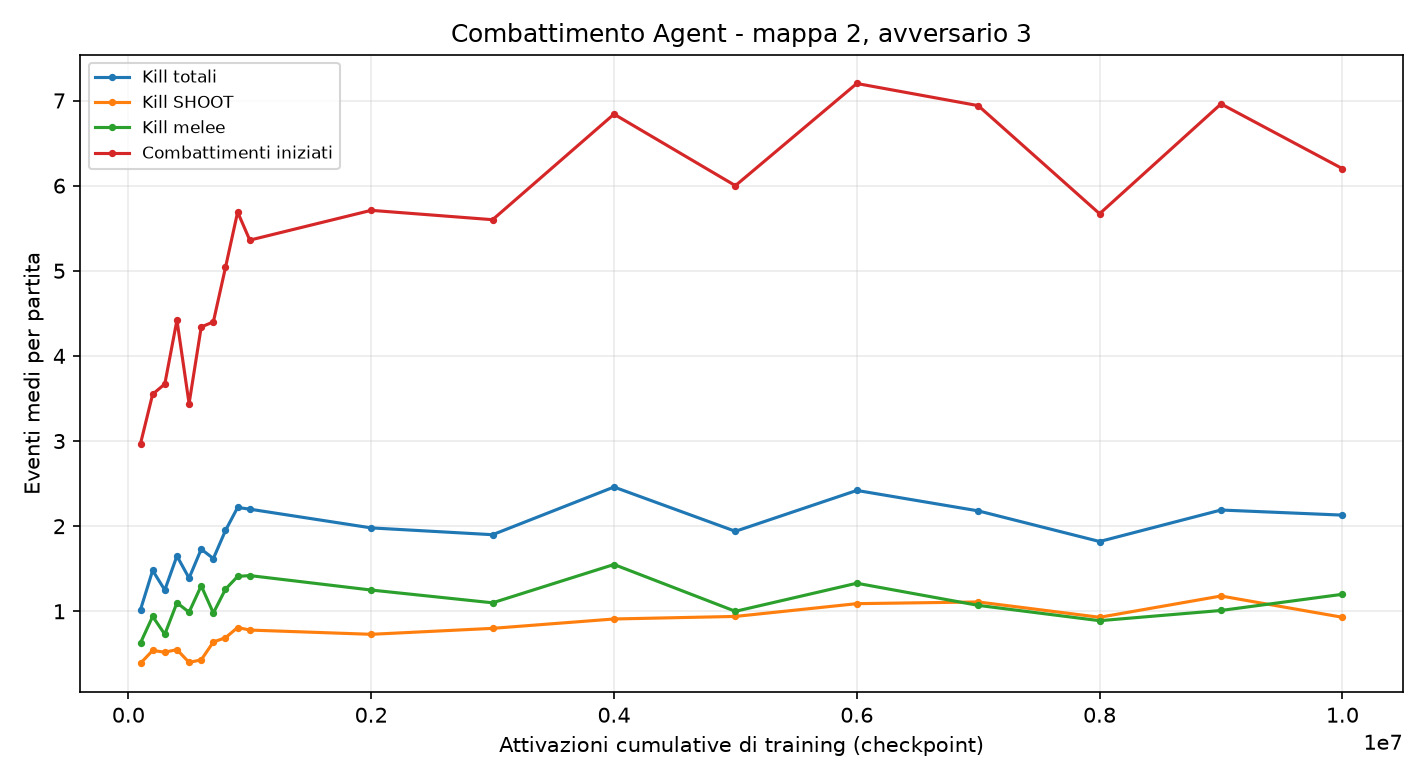 Combattimento Agent - mappa 2, avversario 3
Kill totali
Kill SHOOT
Kill melee
Combattimenti iniziati
Eventi medi per partita
7
6
5
4
3
2
1
0.0 0.2 0.4 0.6 0.8 1.0
1e7
Attivazioni cumulative di training (checkpoint)